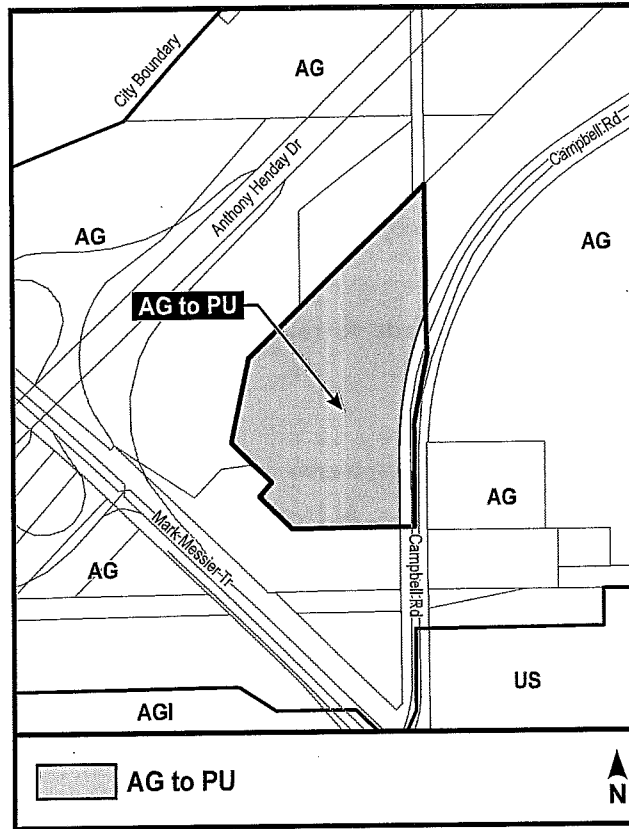 City Boundary
AG
Campbell Rd
Anthony Henday Dr
AG
AG
AG to PU
AG
Mark Messier Tr
AG
Campbell Rd
US
AGI
AG to PU
N